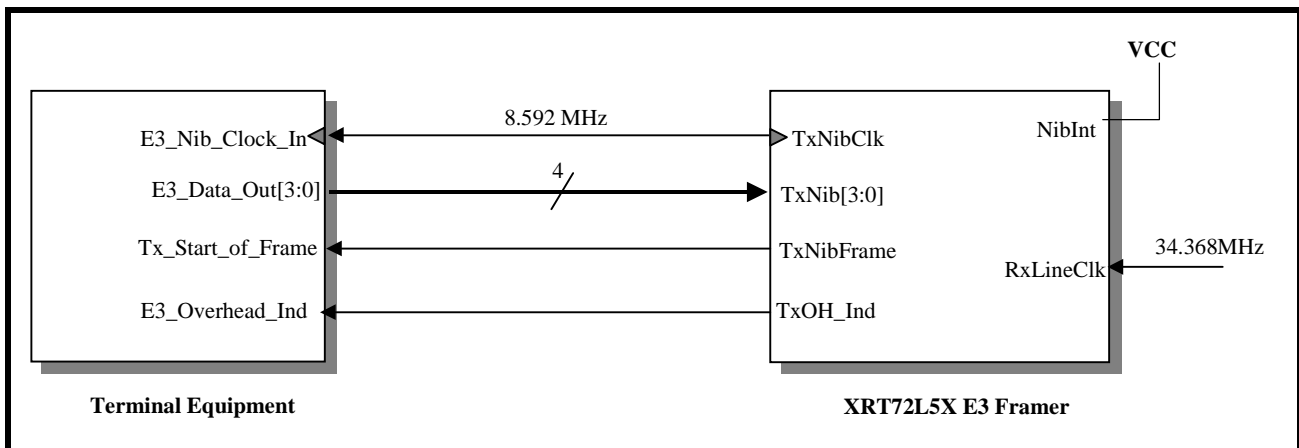 VCC
8.592 MHz
E3_Nib_Clock_In
TxNibClk
NibInt
4
E3_Data_Out[3:0]
TxNib[3:0]
Tx_Start_of_Frame
TxNibFrame
34.368MHz
RxLineClk
E3_Overhead_Ind
TxOH_Ind
Terminal Equipment
XRT72L5X E3 Framer